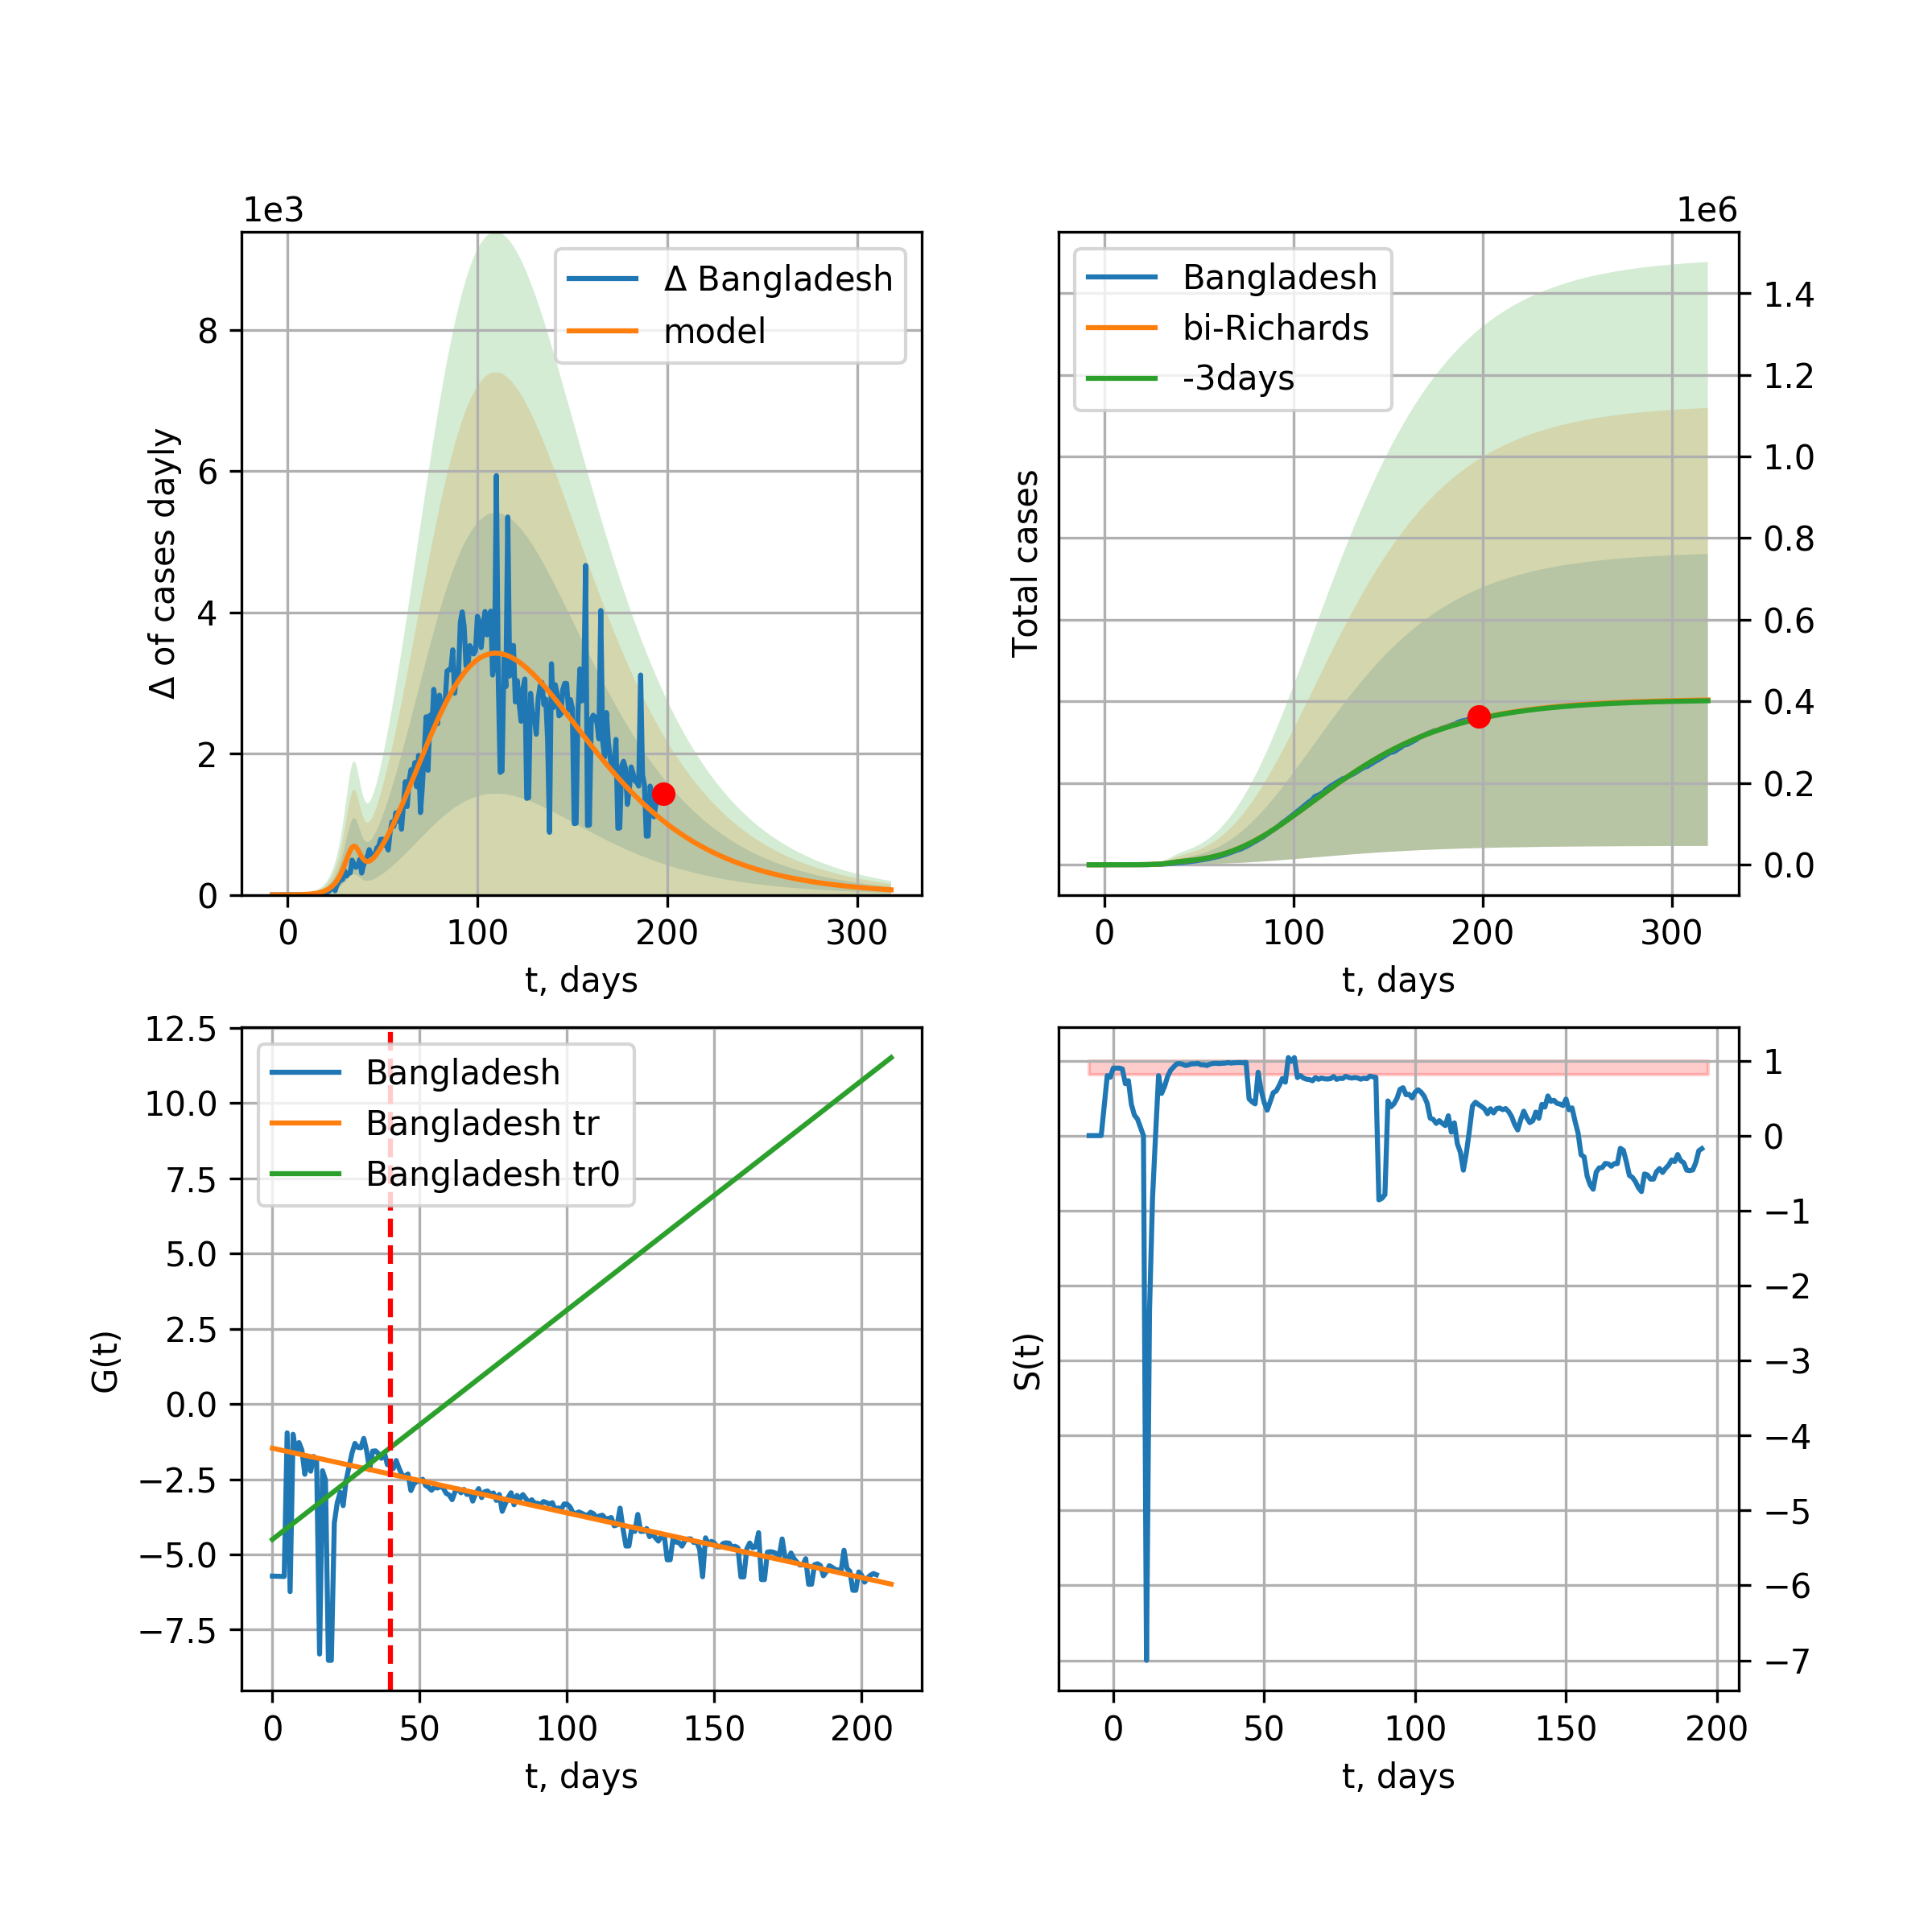 1e3
Δ of cases dayly
8
6
4
2
0
Δ Bangladesh
model
0 100 200 300
t, days
1e6
Total cases
Bangladesh
bi-Richards
-3days
1.4
1.2
1.0
0.8
0.6
0.4
0.2
0.0
0 100 200 300
t, days
G(t)
12.5
10.0
7.5
5.0
2.5
0.0
−2.5
−5.0
−7.5
Bangladesh
Bangladesh tr
Bangladesh tr0
0 50 100 150 200
t, days
S(t)
1
0
−1
−2
−3
−4
−5
−6
−7
0 50 100 150 200
t, days